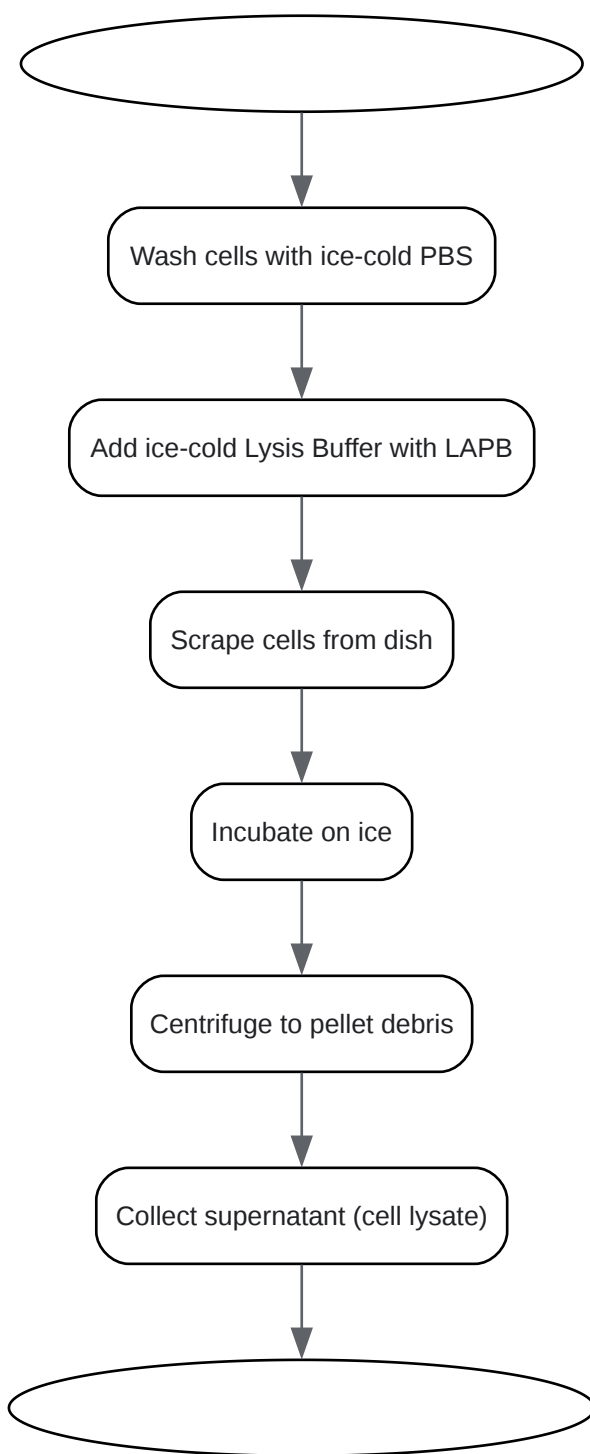 Wash cells with ice-cold PBS
Add ice-cold Lysis Buffer with LAPB
Scrape cells from dish
Incubate on ice
Centrifuge to pellet debris
Collect supernatant (cell lysate)